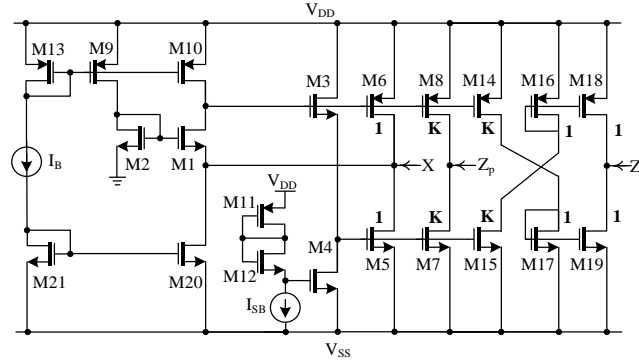 V_DD
M13 M9 M10 M3 M6 M8 M14 M16 M18
1 K K 1 1
I_B M2 M1 X Z_p Z_n
V_DD
M11 M4 1 K K 1 1
M12 M5 M7 M15 M17 M19
M21 M20 I_SB
V_SS